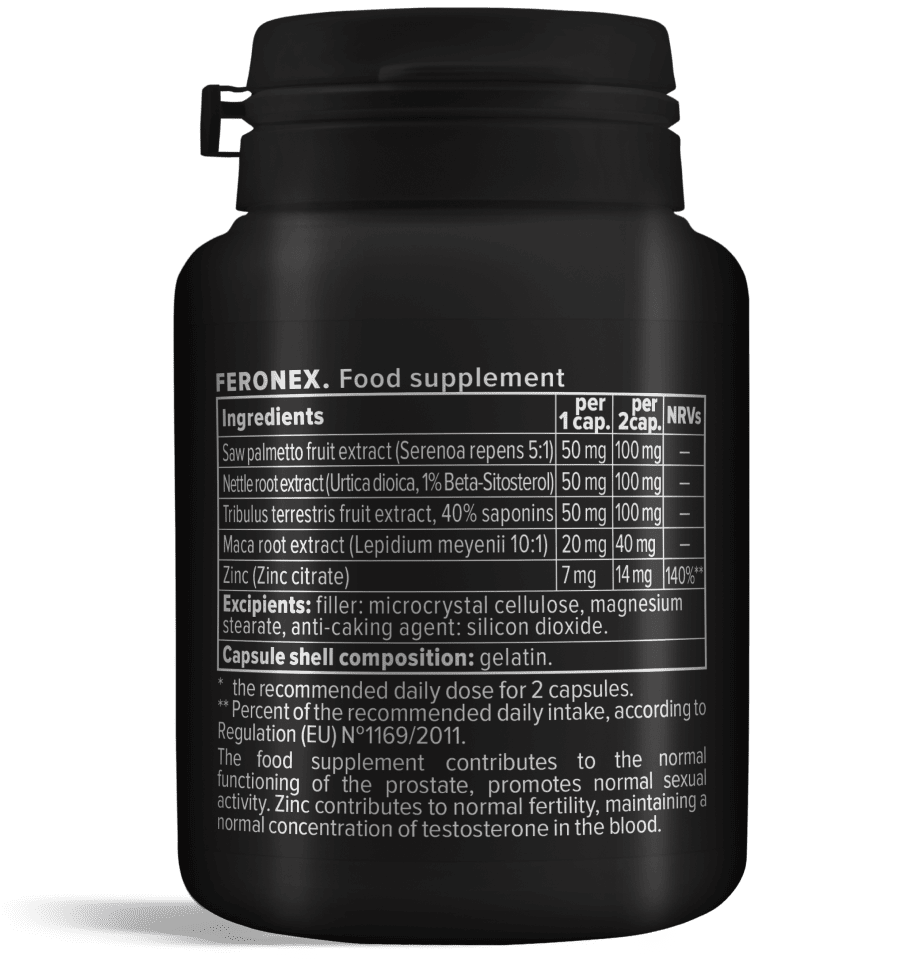 FERONEX. Food supplement
Ingredients per 1 cap. per 2cap. NRVs
Saw palmetto fruit extract (Serenoa repens 5:1) 50 mg 100 mg –
Nettle root extract (Urtica dioica, 1% Beta-Sitosterol) 50 mg 100 mg –
Tribulus terrestris fruit extract, 40% saponins 50 mg 100 mg –
Maca root extract (Lepidium meyenii 10:1) 20 mg 40 mg –
Zinc (Zinc citrate) 7 mg 14 mg 140%**
Excipients: filler: microcrystal cellulose, magnesium
stearate, anti-caking agent: silicon dioxide.
Capsule shell composition: gelatin.
* the recommended daily dose for 2 capsules.
** Percent of the recommended daily intake, according to
Regulation (EU) Nº1169/2011.
The food supplement contributes to the normal
functioning of the prostate, promotes normal sexual
activity. Zinc contributes to normal fertility, maintaining a
normal concentration of testosterone in the blood.